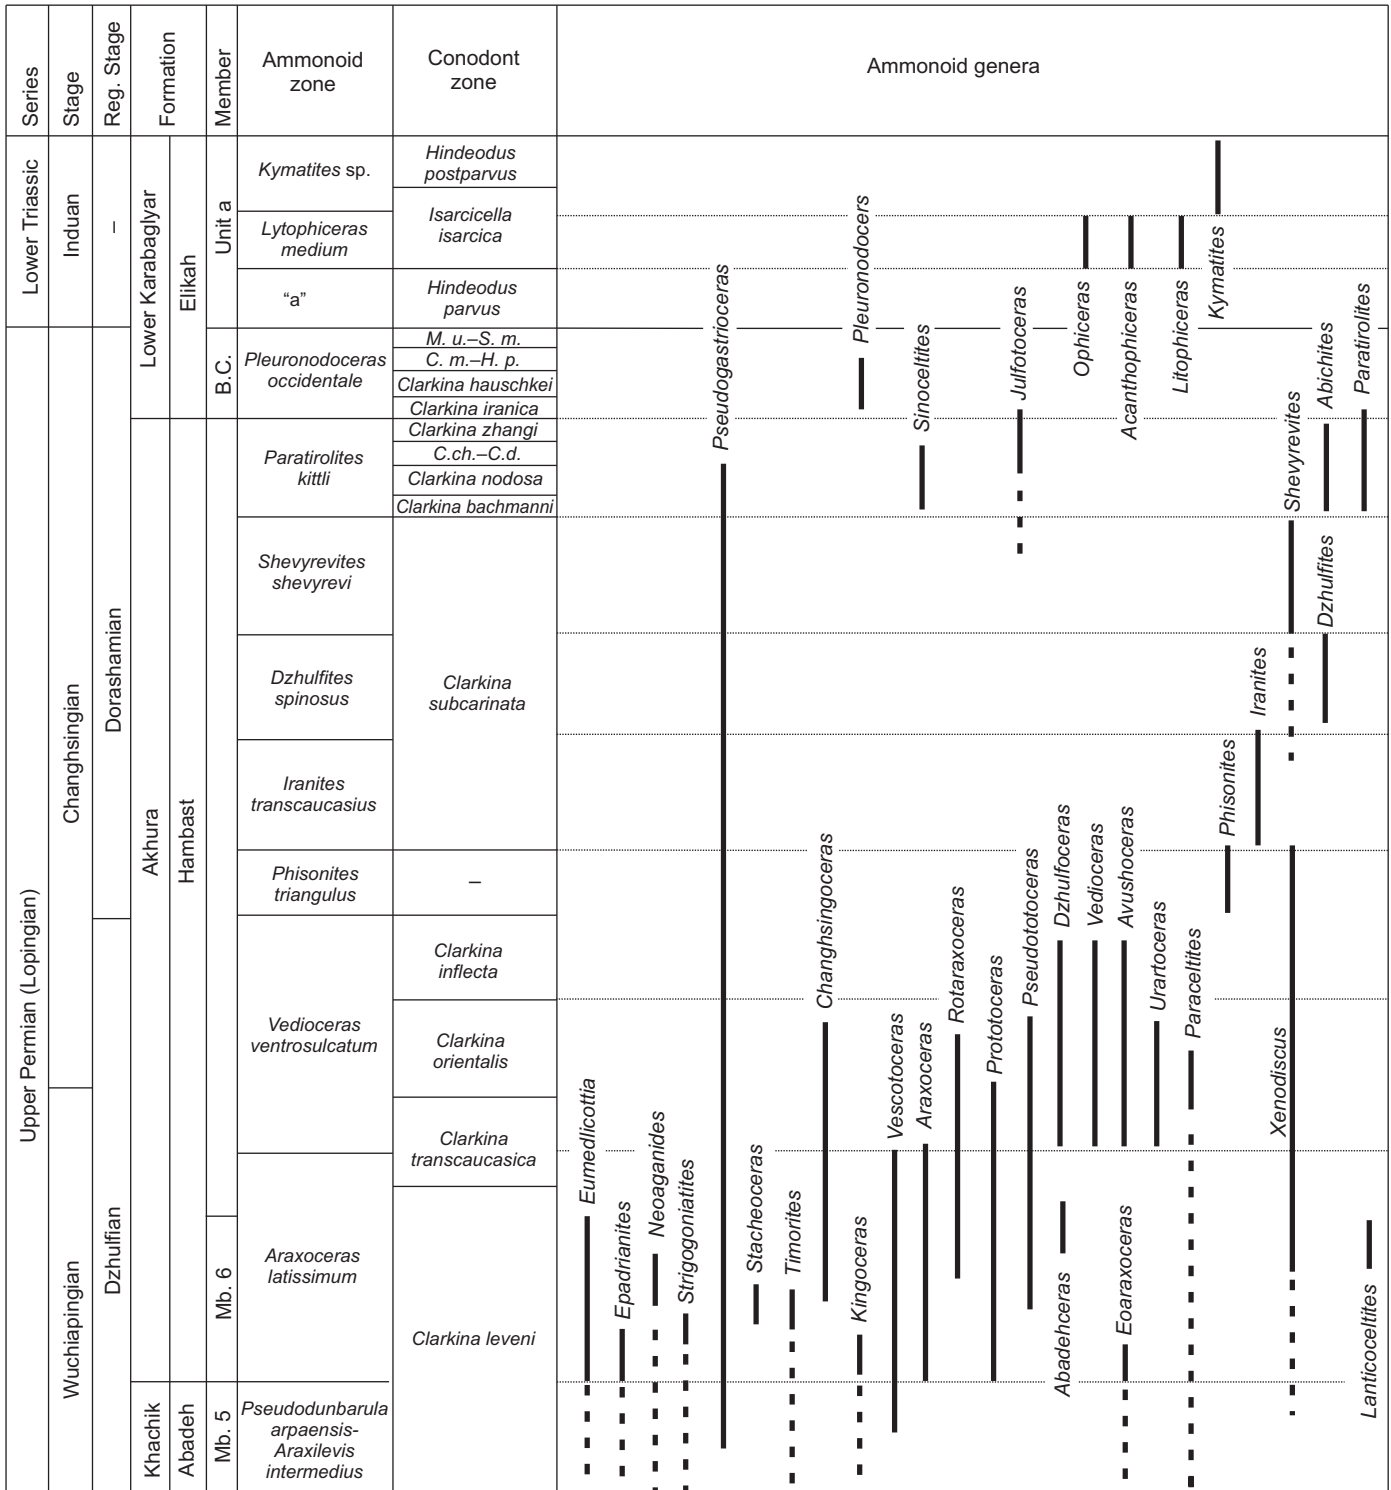 Series
Stage
Reg. Stage
Formation
Member
Ammonoid
zone
Conodont
zone
Ammonoid genera
Lower Triassic
Upper Permian (Lopingian)
Induan
Changhsingian
Wuchiapingian
–
Dorashamian
Dzhulfian
Lower Karabaglyar
Akhura
Khachik
Elikah
Hambast
Abadeh
Unit a
B.C.
Mb. 6
Mb. 5
Kymatites sp.
Lytophiceras
medium
“a”
Pleuronodoceras
occidentale
Paratirolites
kittli
Shevyrevites
shevyrevi
Dzhulfites
spinosus
Iranites
transcaucasius
Phisonites
triangulus
Vedioceras
ventrosulcatum
Araxoceras
latissimum
Pseudodunbarula
arpaensis-
Araxilevis
intermedius
Hindeodus
postparvus
Isarcicella
isarcica
Hindeodus
parvus
M. u.–S. m.
C. m.–H. p.
Clarkina hauschkei
Clarkina iranica
Clarkina zhangi
C.ch.–C.d.
Clarkina nodosa
Clarkina bachmanni
Clarkina
subcarinata
–
Clarkina
inflecta
Clarkina
orientalis
Clarkina
transcaucasica
Clarkina leveni
Eumedlicottia
Epadrianites
Neoaganides
Strigogoniatites
Pseudogastrioceras
Stacheoceras
Timorites
Changhsingoceras
Kingoceras
Pleuronodocers
Vescotoceras
Sinoceltites
Araxoceras
Rotaraxoceras
Prototoceras
Julfotoceras
Pseudototoceras
Dzhulfoceras
Abadehceras
Ophiceras
Vedioceras
Acanthophiceras
Avushoceras
Eoaraxoceras
Urartoceras
Litophiceras
Paraceltites
Kymatites
Phisonites
Iranites
Shevyrevites
Xenodiscus
Abichites
Dzhulfites
Paratirolites
Lanticoceltites